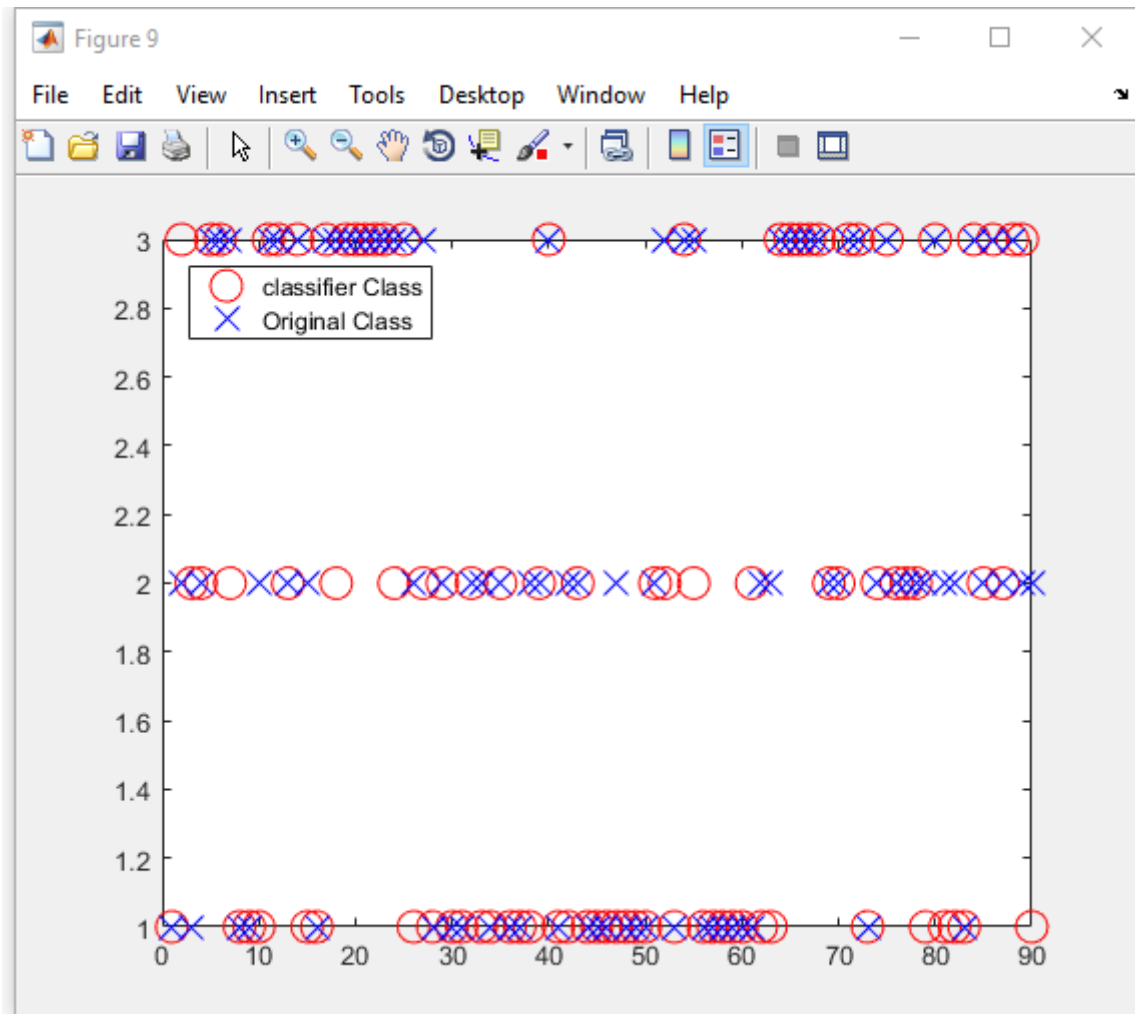 Figure 9
File Edit View Insert Tools Desktop Window Help
3
classifier Class
Original Class
2.8
2.6
2.4
2.2
2
1.8
1.6
1.4
1.2
1
0 10 20 30 40 50 60 70 80 90